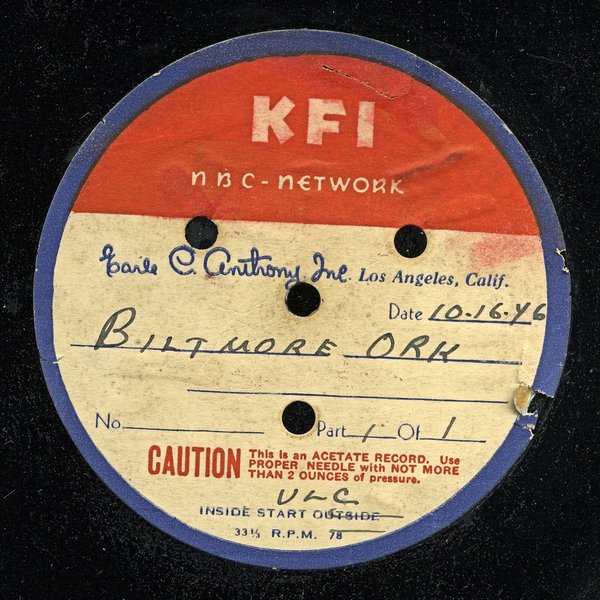 KFI
NBC-NETWORK
Earle C. Anthony Inc. Los Angeles, Calif.
Date 10-16-46
BILTMORE ORK
No. Part 1 Of 1
CAUTION This is an ACETATE RECORD. Use
PROPER NEEDLE with NOT MORE
THAN 2 OUNCES of pressure.
VLC
INSIDE START OUTSIDE
33⅓ R.P.M. 78